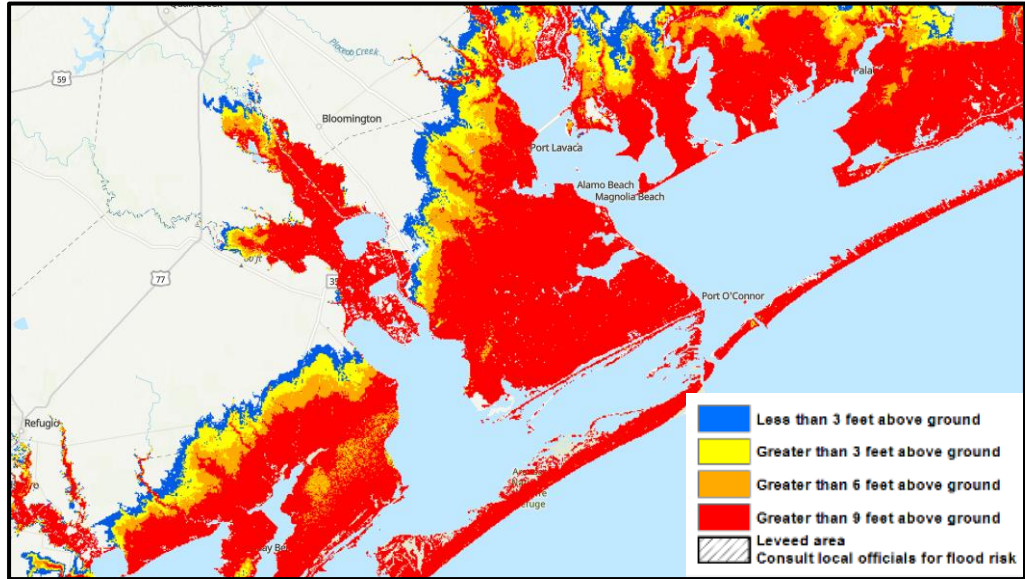 Placedo Creek
59
Bloomington
Port Lavaca
Alamo Beach
Magnolia Beach
77
35
Port O'Connor
Refugio
Less than 3 feet above ground
Greater than 3 feet above ground
Greater than 6 feet above ground
Greater than 9 feet above ground
Leveed area
Consult local officials for flood risk